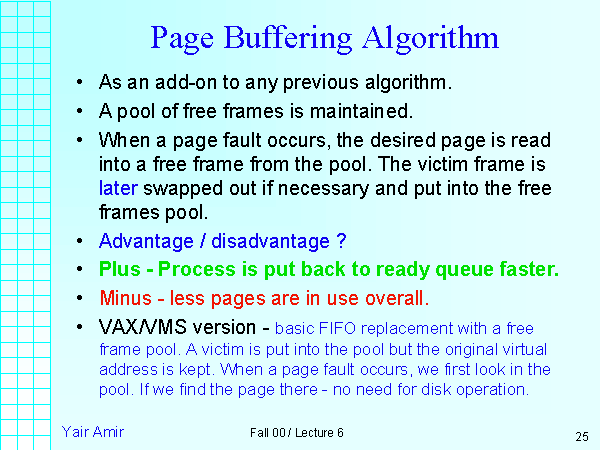 Page Buffering Algorithm
• As an add-on to any previous algorithm.
• A pool of free frames is maintained.
• When a page fault occurs, the desired page is read
into a free frame from the pool. The victim frame is
later swapped out if necessary and put into the free
frames pool.
• Advantage / disadvantage ?
• Plus - Process is put back to ready queue faster.
• Minus - less pages are in use overall.
• VAX/VMS version - basic FIFO replacement with a free
frame pool. A victim is put into the pool but the original virtual
address is kept. When a page fault occurs, we first look in the
pool. If we find the page there - no need for disk operation.
Yair Amir
Fall 00 / Lecture 6
25